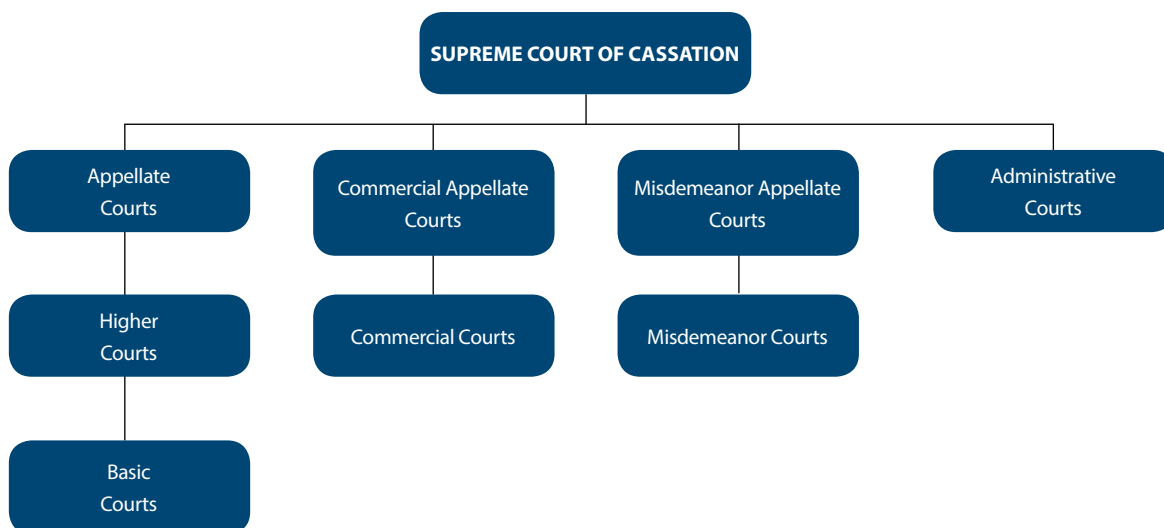 SUPREME COURT OF CASSATION
Appellate
Courts
Commercial Appellate
Courts
Misdemeanor Appellate
Courts
Administrative
Courts
Higher
Courts
Commercial Courts
Misdemeanor Courts
Basic
Courts